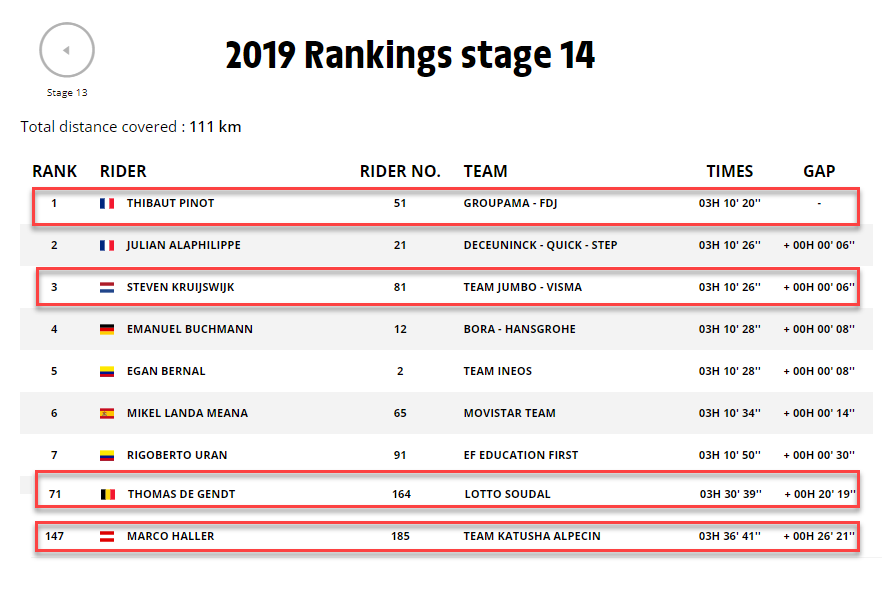 2019 Rankings stage 14
Stage 13
Total distance covered : 111 km
RANK RIDER RIDER NO. TEAM TIMES GAP
1 THIBAUT PINOT 51 GROUPAMA - FDJ 03H 10' 20'' -
2 JULIAN ALAPHILIPPE 21 DECEUNINCK - QUICK - STEP 03H 10' 26'' + 00H 00' 06''
3 STEVEN KRUIJSWIJK 81 TEAM JUMBO - VISMA 03H 10' 26'' + 00H 00' 06''
4 EMANUEL BUCHMANN 12 BORA - HANSGROHE 03H 10' 28'' + 00H 00' 08''
5 EGAN BERNAL 2 TEAM INEOS 03H 10' 28'' + 00H 00' 08''
6 MIKEL LANDA MEANA 65 MOVISTAR TEAM 03H 10' 34'' + 00H 00' 14''
7 RIGOBERTO URAN 91 EF EDUCATION FIRST 03H 10' 50'' + 00H 00' 30''
71 THOMAS DE GENDT 164 LOTTO SOUDAL 03H 30' 39'' + 00H 20' 19''
147 MARCO HALLER 185 TEAM KATUSHA ALPECIN 03H 36' 41'' + 00H 26' 21''